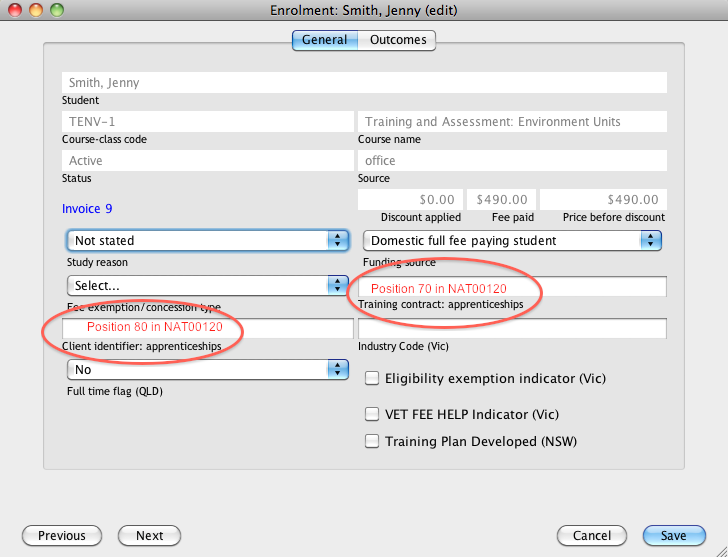 Enrolment: Smith, Jenny (edit)
General Outcomes
Smith, Jenny
Student
TENV-1 Training and Assessment: Environment Units
Course-class code Course name
Active office
Status Source
Invoice 9 $0.00 $490.00 $490.00
Discount applied Fee paid Price before discount
Not stated Domestic full fee paying student
Study reason Funding source
Select... Position 70 in NAT00120
Fee exemption/concession type Training contract: apprenticeships
Position 80 in NAT00120
Client identifier: apprenticeships Industry Code (Vic)
No Eligibility exemption indicator (Vic)
Full time flag (QLD)
VET FEE HELP Indicator (Vic)
Training Plan Developed (NSW)
Previous Next Cancel Save